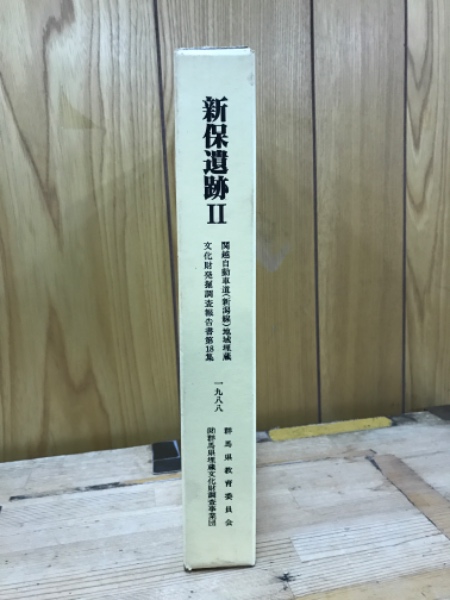 新保遺跡II
関越自動車道(新潟線)地域埋蔵
文化財発掘調査報告書第18集
一九八八
群馬県教育委員会
㈶群馬県埋蔵文化財調査事業団